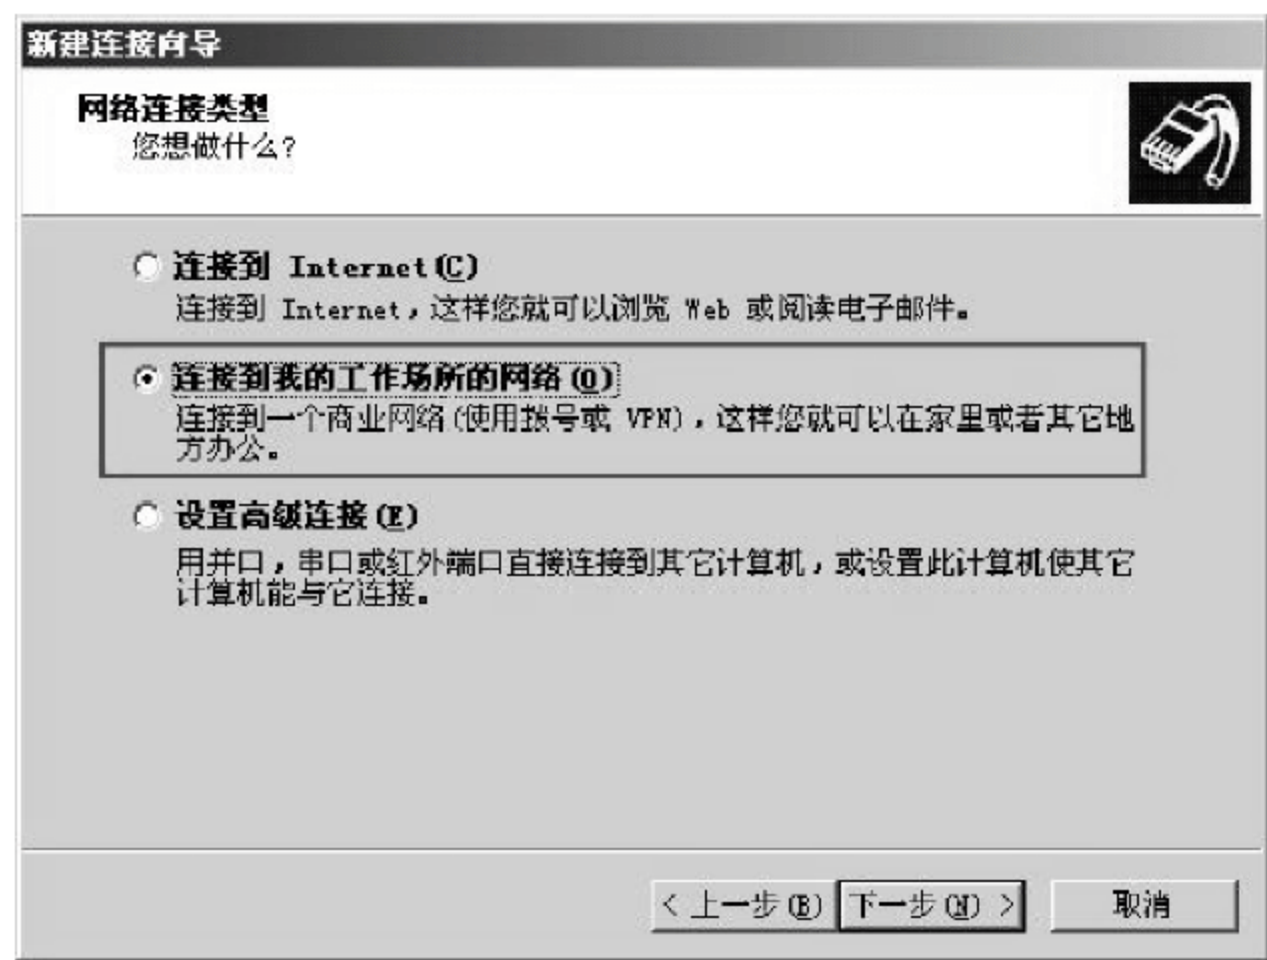 新建连接向导
网络连接类型
您想做什么?
连接到 Internet(C)
连接到 Internet，这样您就可以浏览 Web 或阅读电子邮件。
连接到我的工作场所的网络(O)
连接到一个商业网络(使用拨号或 VPN)，这样您就可以在家里或者其它地
方办公。
设置高级连接(E)
用并口，串口或红外端口直接连接到其它计算机，或设置此计算机使其它
计算机能与它连接。
< 上一步(B) 下一步(N) > 取消